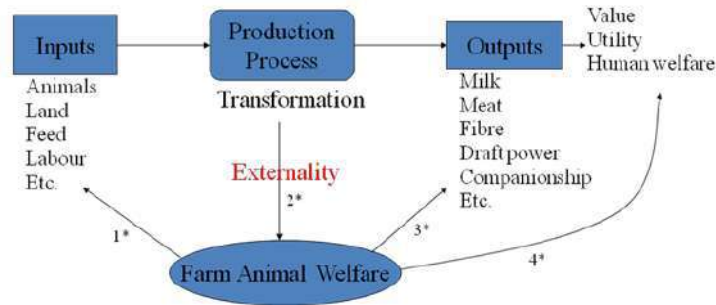 Inputs
Animals
Land
Feed
Labour
Etc.
Production
Process
Transformation
Externality
Outputs
Milk
Meat
Fibre
Draft power
Companionship
Etc.
Value
Utility
Human welfare
1*
2*
3*
4*
Farm Animal Welfare